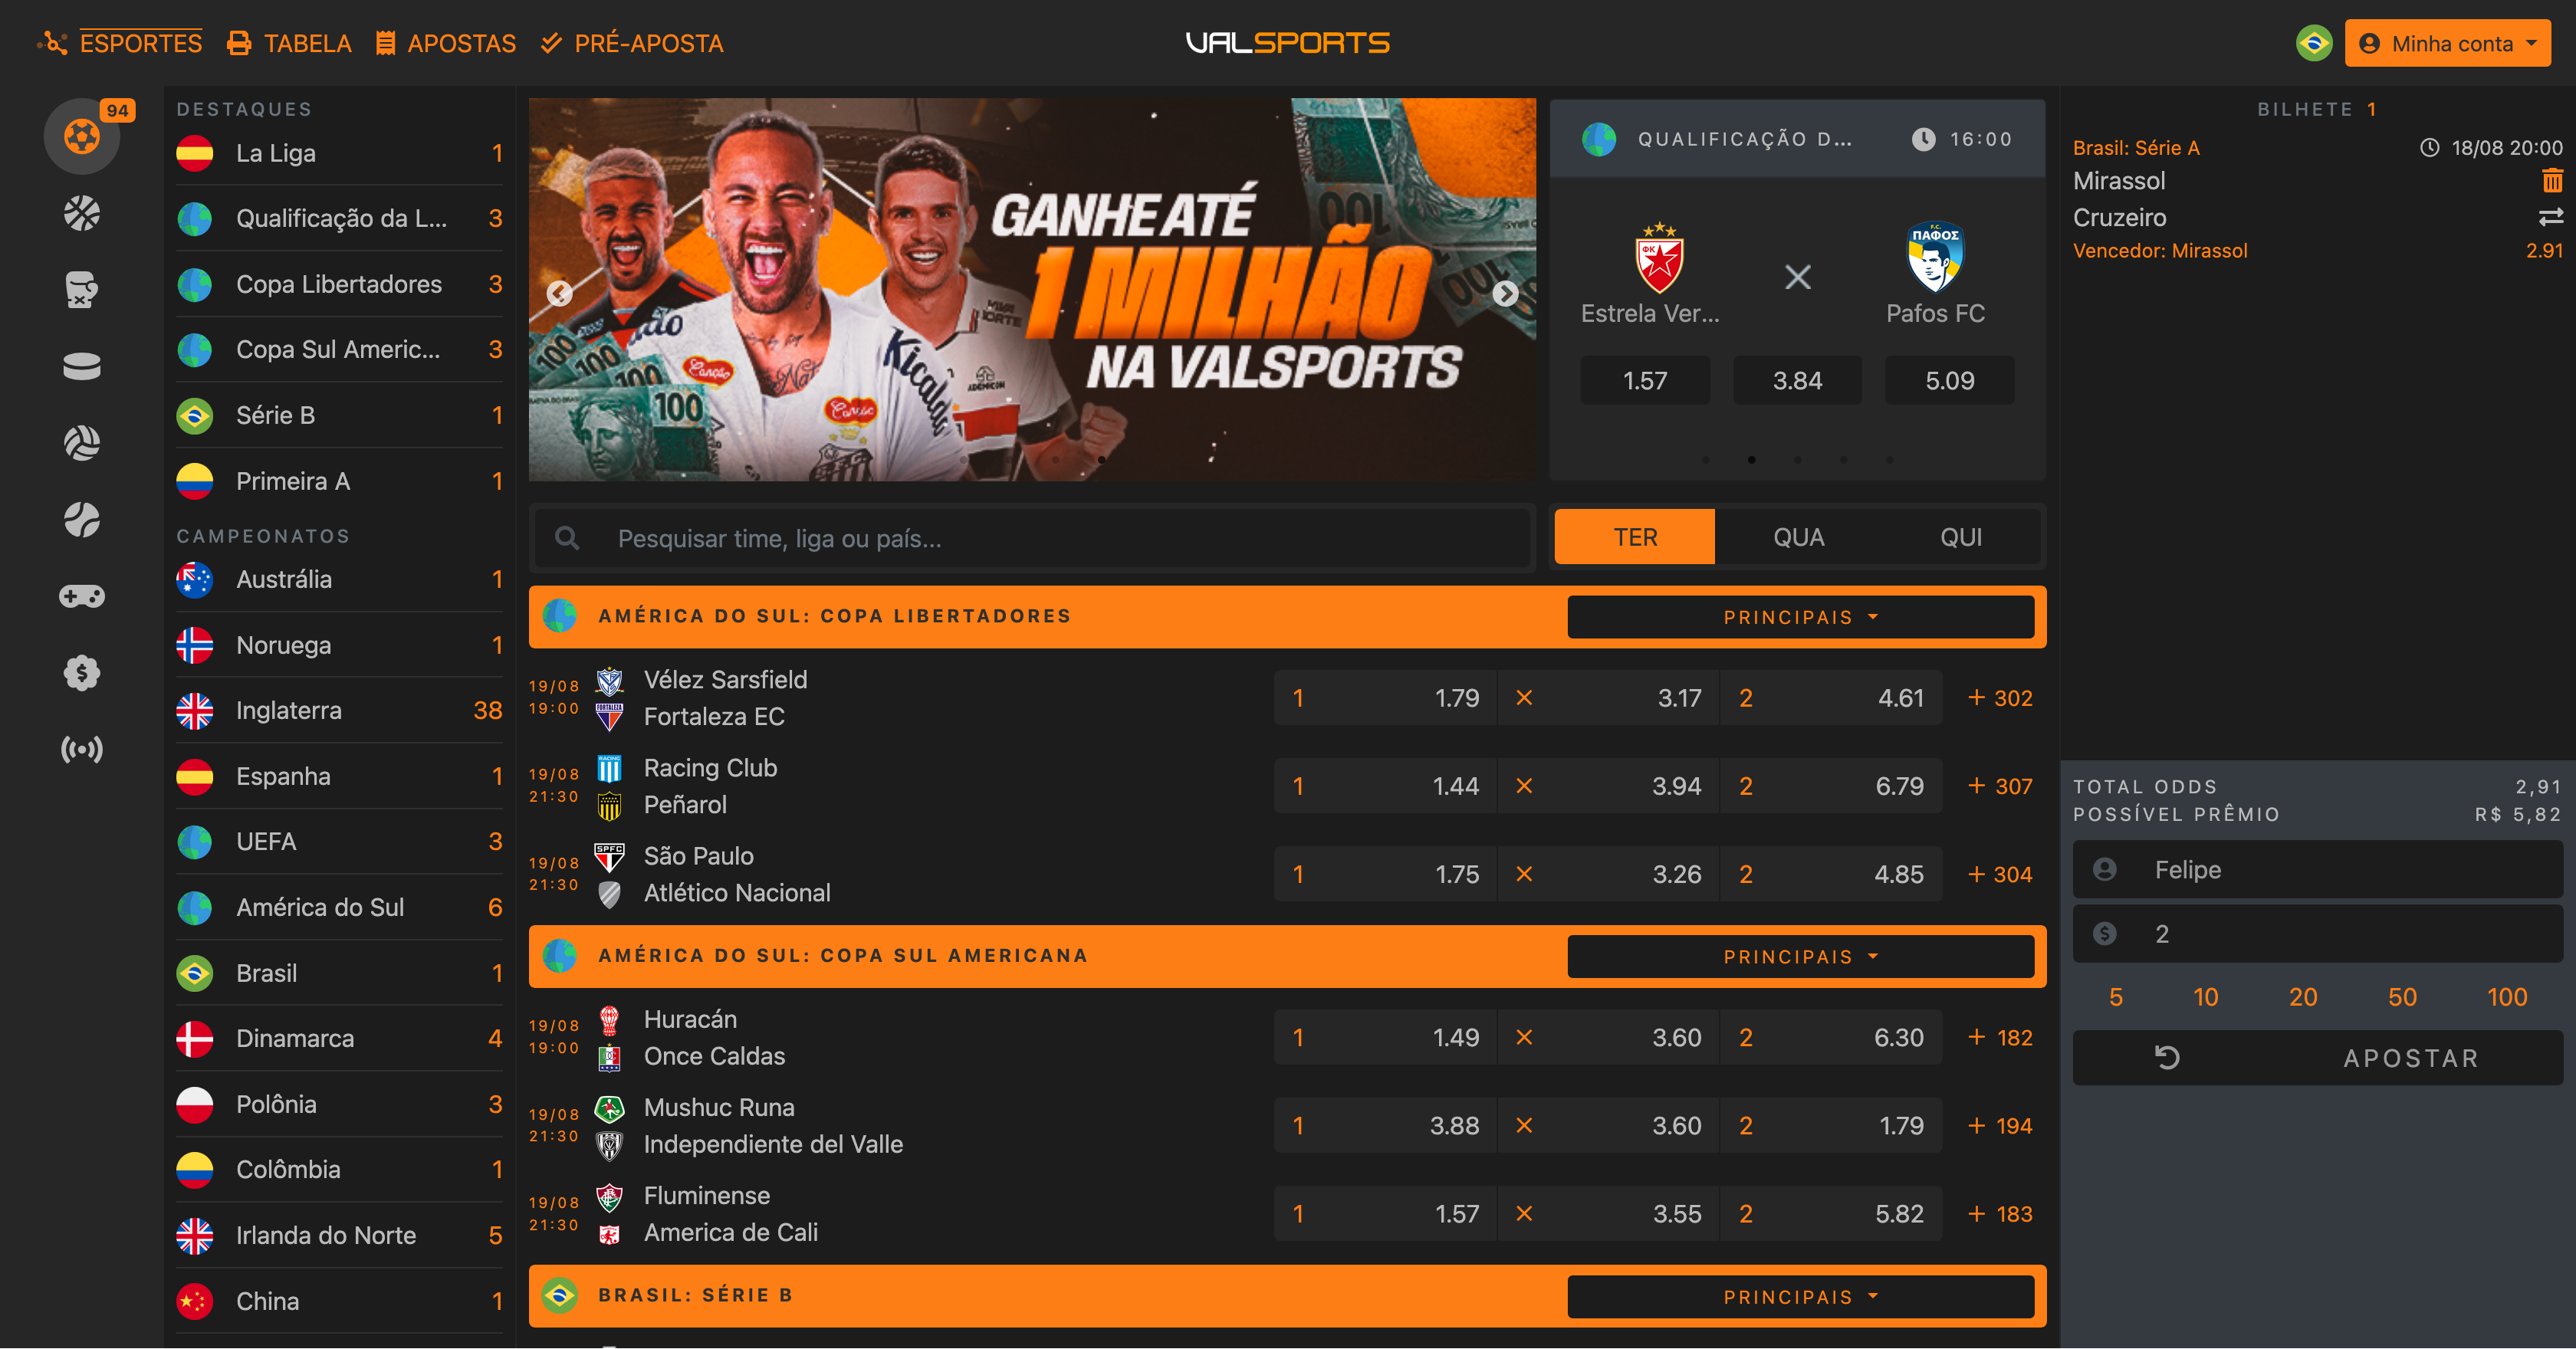 ESPORTES TABELA APOSTAS PRÉ-APOSTA
VALSPORTS
Minha conta
94
DESTAQUES
La Liga 1
Qualificação da L... 3
Copa Libertadores 3
Copa Sul Americ... 3
Série B 1
Primeira A 1
CAMPEONATOS
Austrália 1
Noruega 1
Inglaterra 38
Espanha 1
UEFA 3
América do Sul 6
Brasil 1
Dinamarca 4
Polônia 3
Colômbia 1
Irlanda do Norte 5
China 1
GANHE ATÉ
1 MILHÃO
NA VALSPORTS
QUALIFICAÇÃO D... 16:00
Estrela Ver... Pafos FC
1.57 3.84 5.09
Pesquisar time, liga ou país...
TER QUA QUI
AMÉRICA DO SUL: COPA LIBERTADORES PRINCIPAIS
19/08 19:00
Vélez Sarsfield
Fortaleza EC
1 1.79 × 3.17 2 4.61 + 302
19/08 21:30
Racing Club
Peñarol
1 1.44 × 3.94 2 6.79 + 307
19/08 21:30
São Paulo
Atlético Nacional
1 1.75 × 3.26 2 4.85 + 304
AMÉRICA DO SUL: COPA SUL AMERICANA PRINCIPAIS
19/08 19:00
Huracán
Once Caldas
1 1.49 × 3.60 2 6.30 + 182
19/08 21:30
Mushuc Runa
Independiente del Valle
1 3.88 × 3.60 2 1.79 + 194
19/08 21:30
Fluminense
America de Cali
1 1.57 × 3.55 2 5.82 + 183
BRASIL: SÉRIE B PRINCIPAIS
BILHETE 1
Brasil: Série A 18/08 20:00
Mirassol
Cruzeiro
Vencedor: Mirassol 2.91
TOTAL ODDS 2,91
POSSÍVEL PRÊMIO R$ 5,82
Felipe
2
5 10 20 50 100
APOSTAR